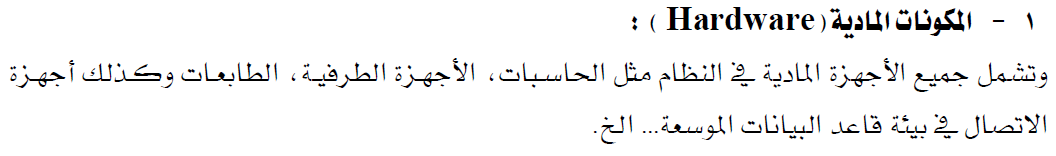 ١ - المكونات المادية ( Hardware ) :
وتشمل جميع الأجهزة المادية في النظام مثل الحاسبات، الأجهزة الطرفية، الطابعات وكذلك أجهزة
الاتصال في بيئة قاعد البيانات الموسعة... الخ.